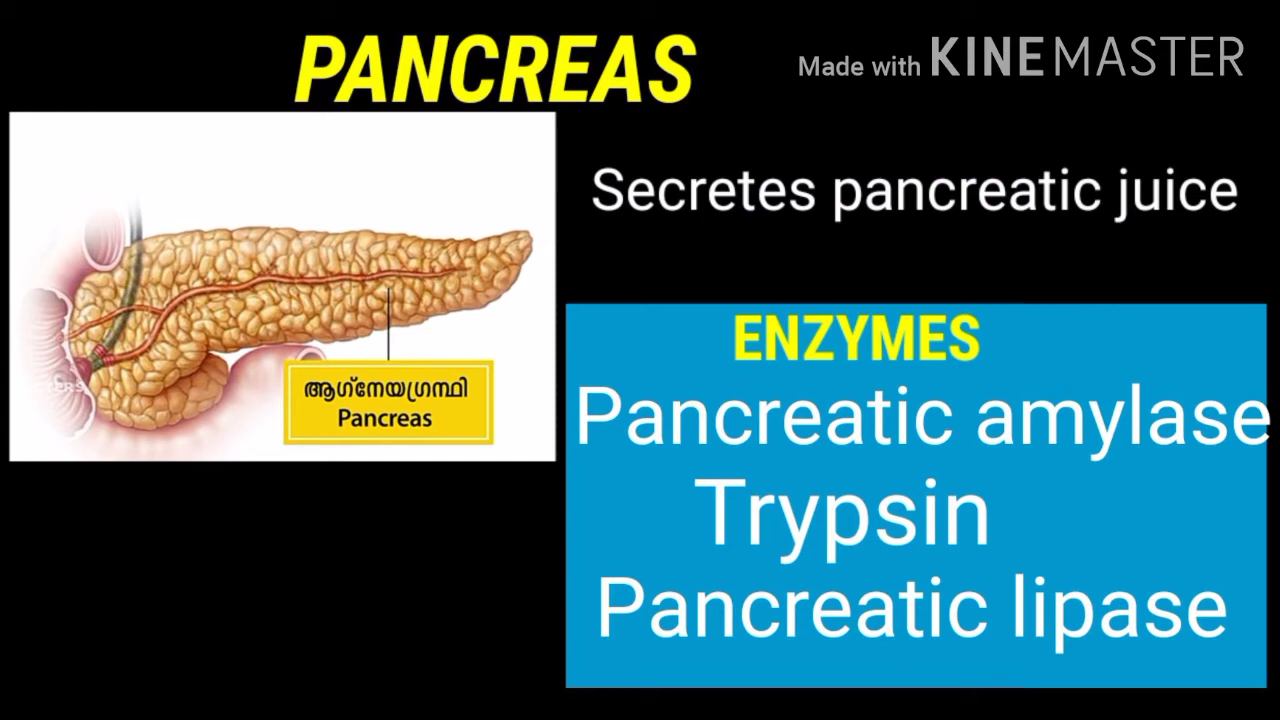 PANCREAS
Made with KINEMASTER
Secretes pancreatic juice
ആഗ്നേയഗ്രന്ഥി
Pancreas
ENZYMES
Pancreatic amylase
Trypsin
Pancreatic lipase